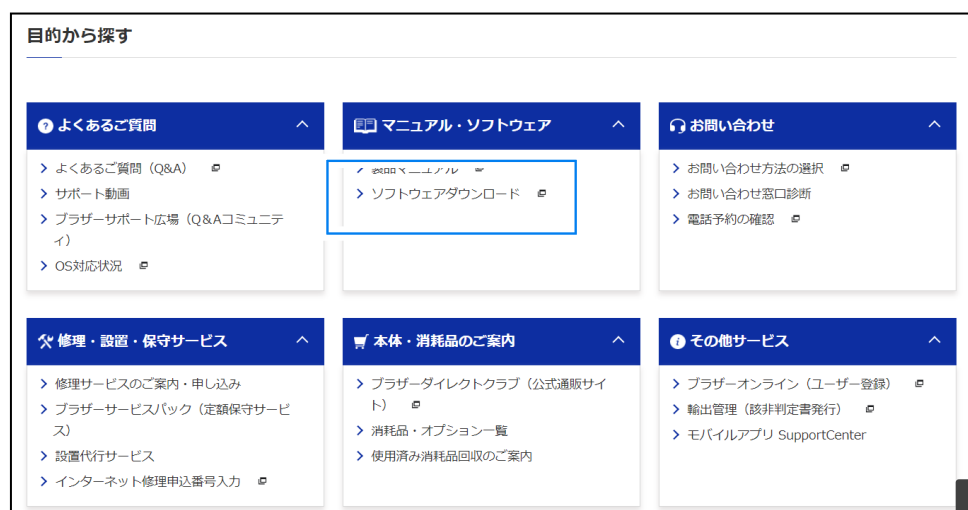 目的から探す
よくあるご質問
よくあるご質問（Q&A）
サポート動画
ブラザーサポート広場（Q&Aコミュニテ
ィ）
OS対応状況
マニュアル・ソフトウェア
製品マニュアル
ソフトウェアダウンロード
お問い合わせ
お問い合わせ方法の選択
お問い合わせ窓口診断
電話予約の確認
修理・設置・保守サービス
修理サービスのご案内・申し込み
ブラザーサービスパック（定額保守サービ
ス）
設置代行サービス
インターネット修理申込番号入力
本体・消耗品のご案内
ブラザーダイレクトクラブ（公式通販サイ
ト）
消耗品・オプション一覧
使用済み消耗品回収のご案内
その他サービス
ブラザーオンライン（ユーザー登録）
輸出管理（該非判定書発行）
モバイルアプリ SupportCenter